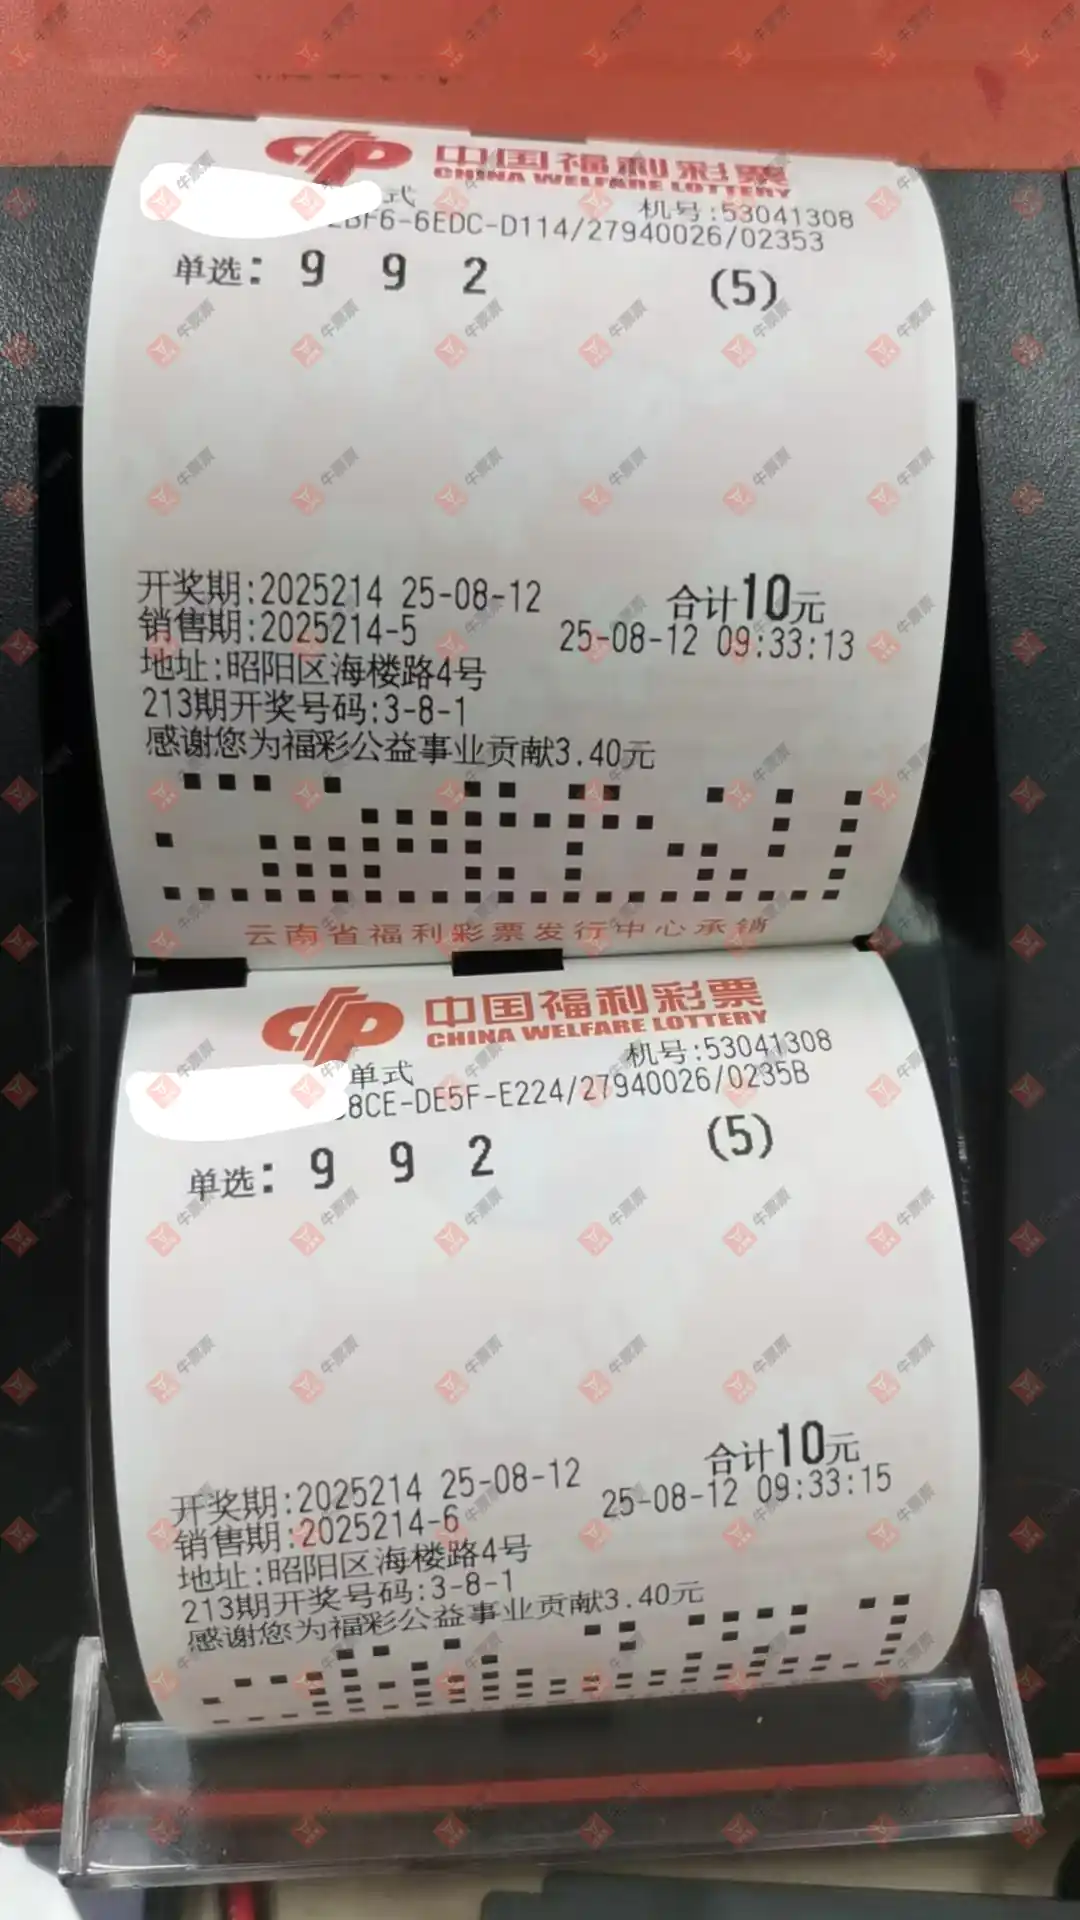 中国福利彩票
CHINA WELFARE LOTTERY
式
机号:53041308
BF6-6EDC-D114/27940026/02353
单选: 9 9 2 (5)
开奖期:2025214 25-08-12
合计10元
销售期:2025214-5
25-08-12 09:33:13
地址:昭阳区海楼路4号
213期开奖号码:3-8-1
感谢您为福彩公益事业贡献3.40元
云南省福利彩票发行中心承销
中国福利彩票
CHINA WELFARE LOTTERY
单式
机号:53041308
8CE-DE5F-E224/27940026/0235B
单选: 9 9 2 (5)
合计10元
开奖期:2025214 25-08-12
25-08-12 09:33:15
销售期:2025214-6
地址:昭阳区海楼路4号
213期开奖号码:3-8-1
感谢您为福彩公益事业贡献3.40元
牛票票